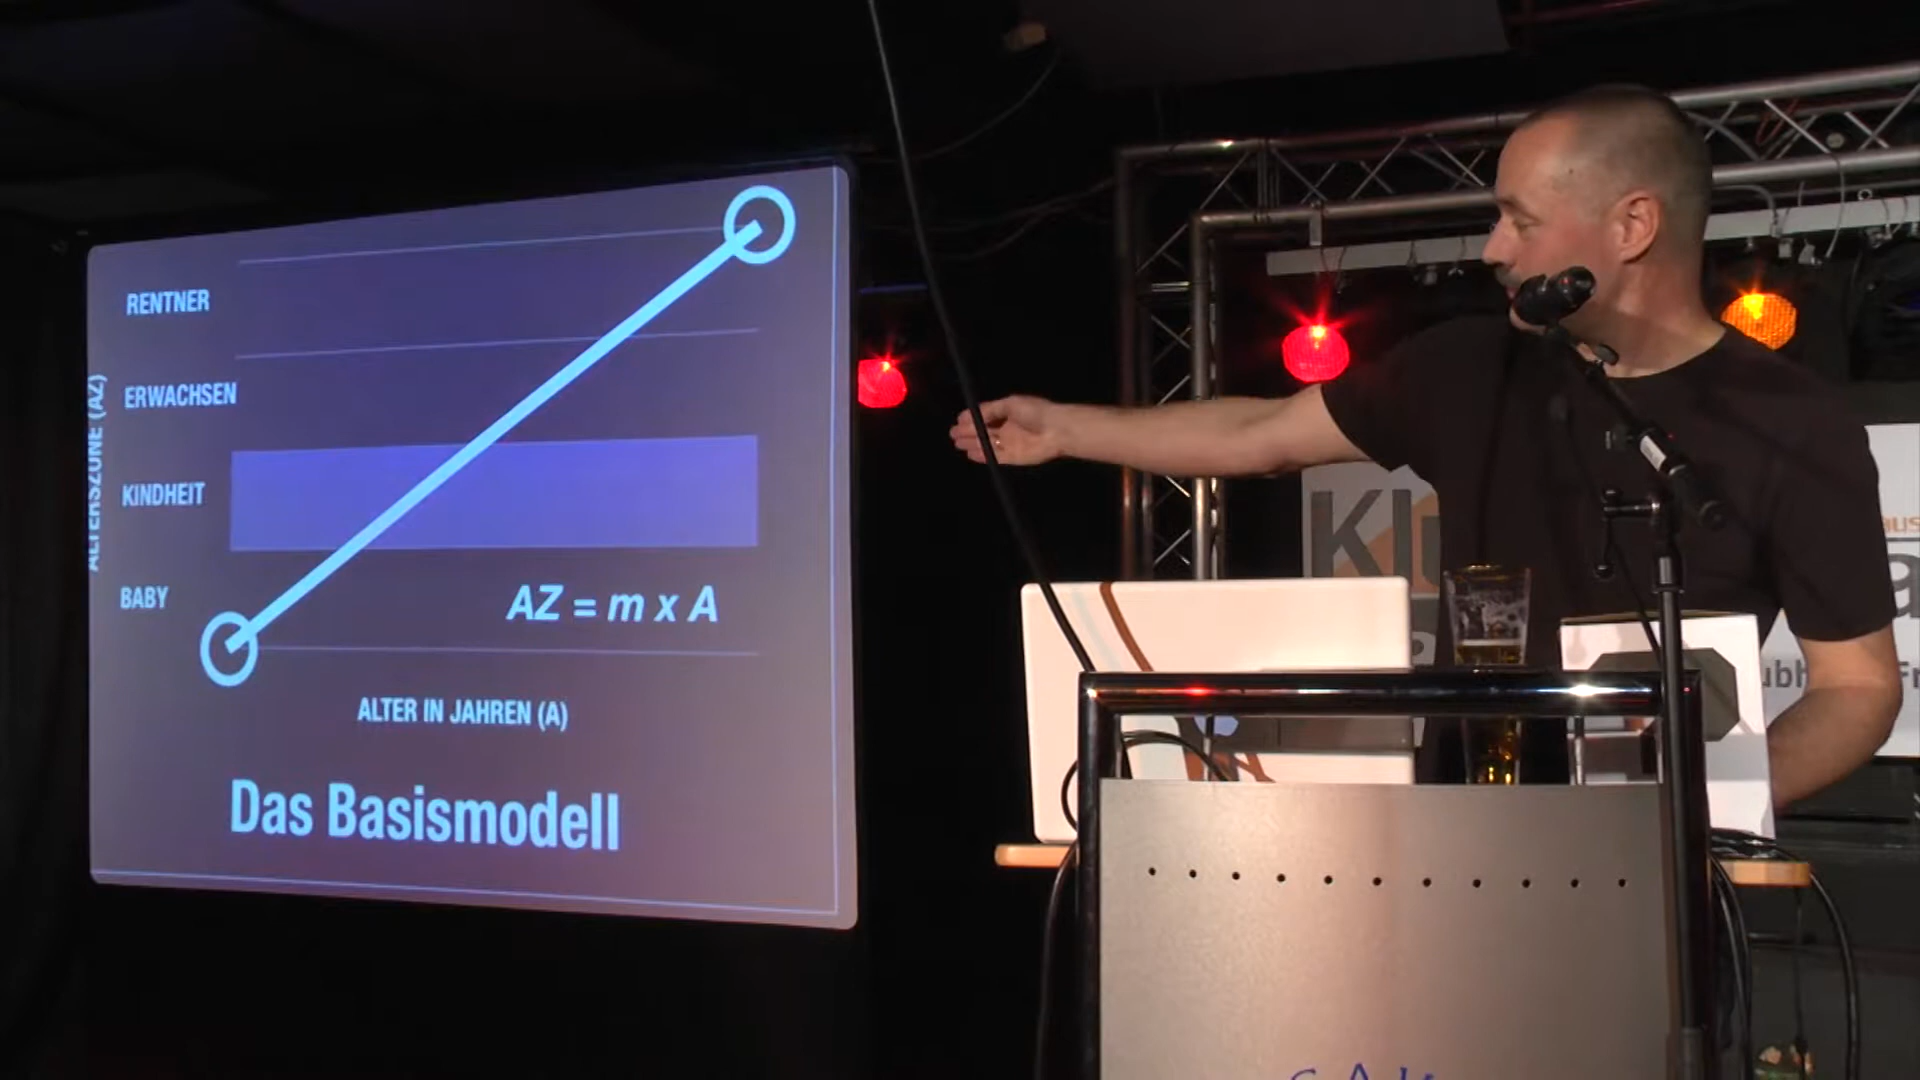 RENTNER
ERWACHSEN
ALTERSZONE (AZ)
KINDHEIT
BABY
AZ = m x A
ALTER IN JAHREN (A)
Das Basismodell